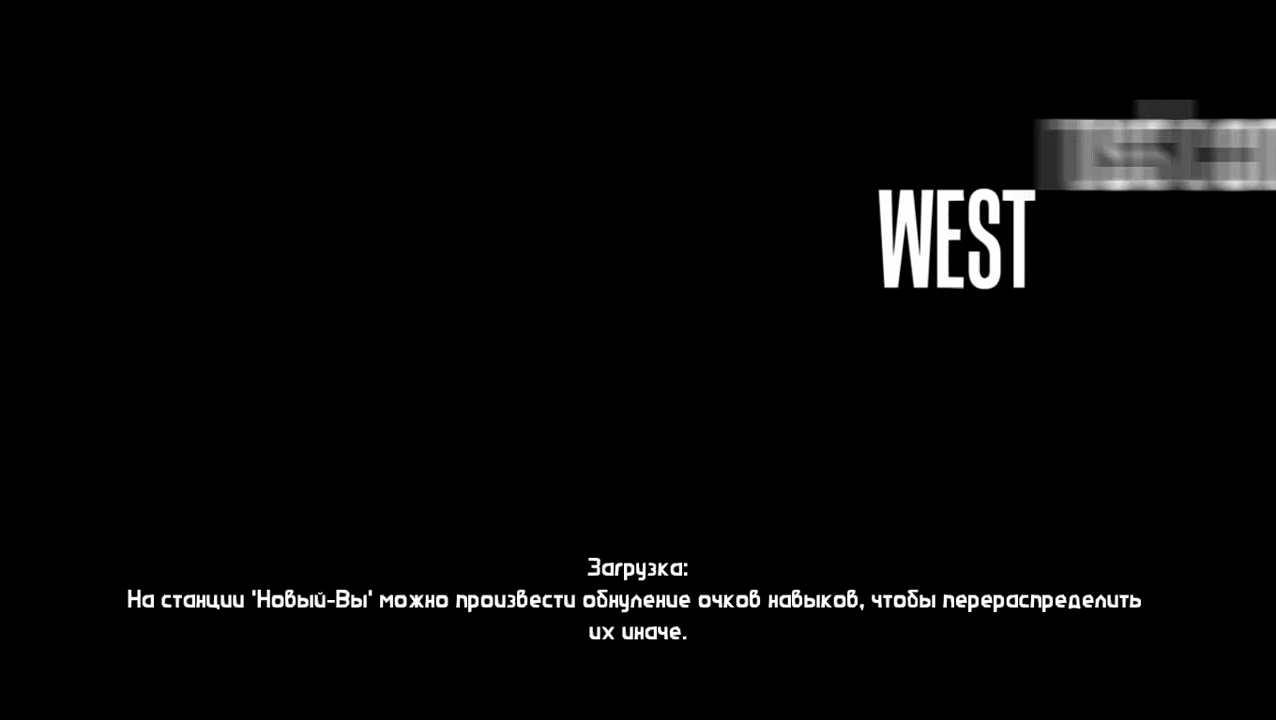 WEST
Загрузка:
На станции 'Новый-Вы' можно произвести обнуление очков навыков, чтобы перераспределить
их иначе.